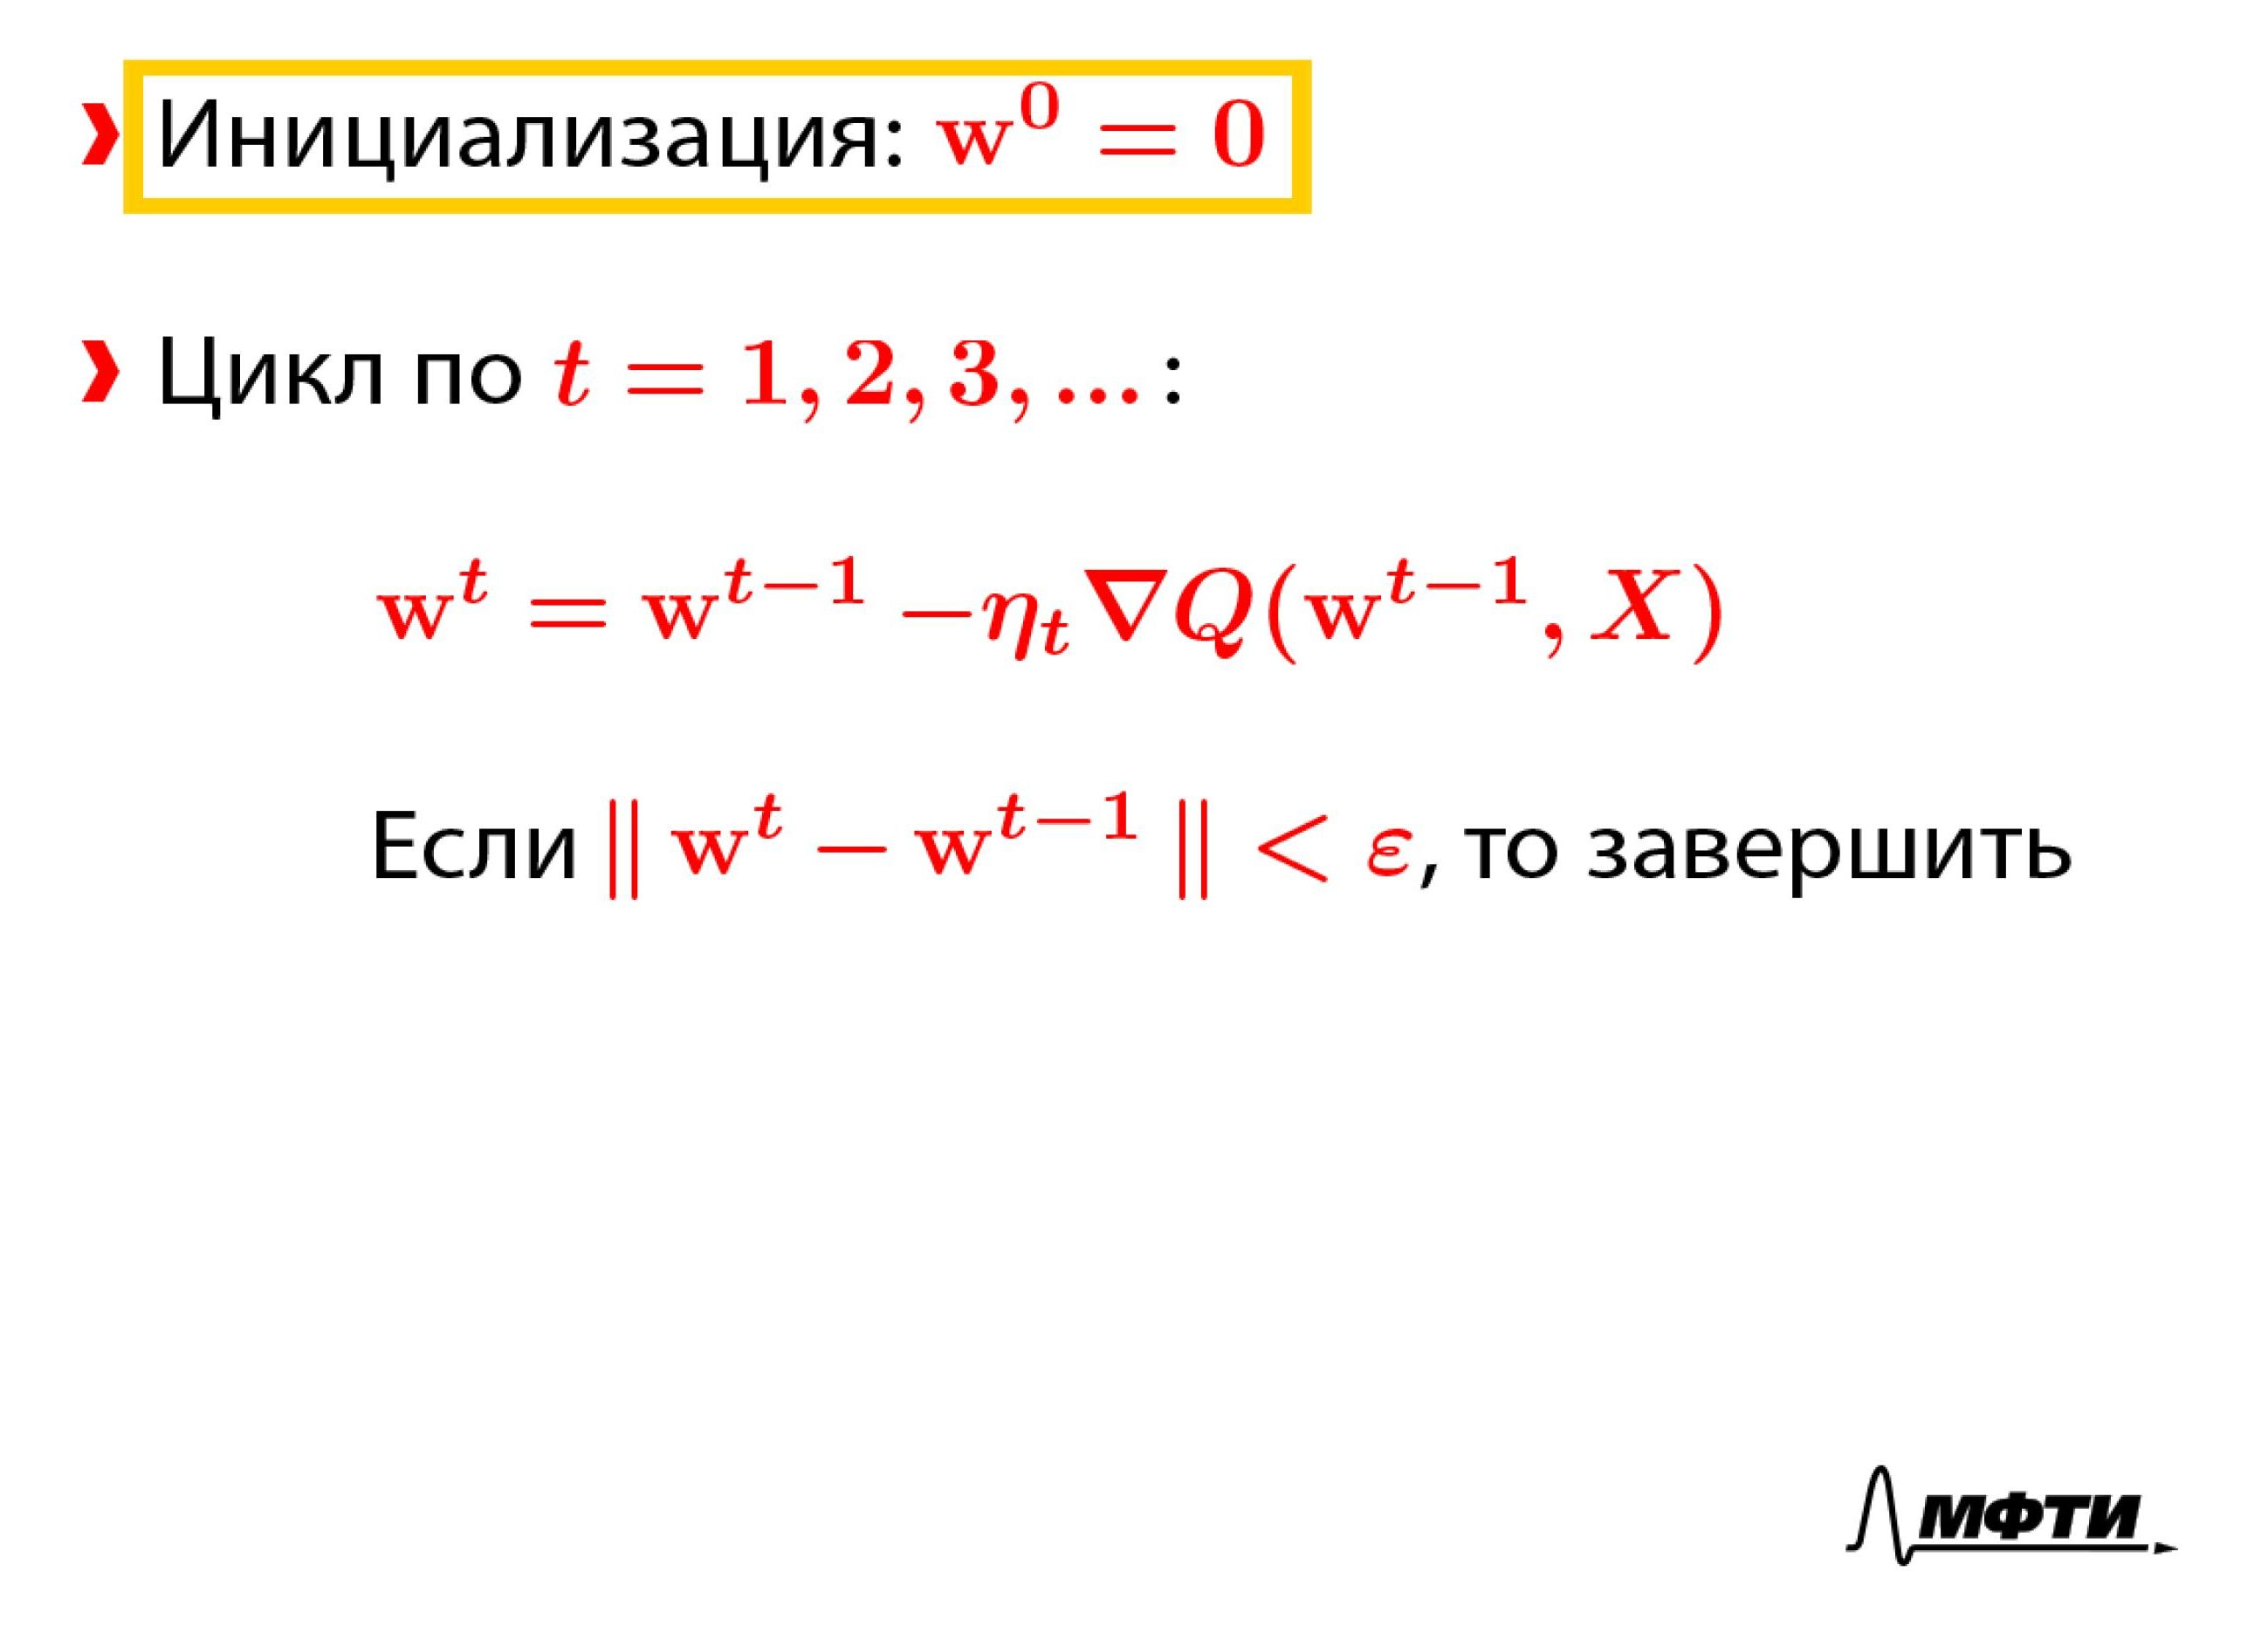 Инициализация: w⁰ = 0
Цикл по t = 1, 2, 3, ... :
wᵗ = wᵗ⁻¹ − ηₜ∇Q(wᵗ⁻¹, X)
Если ‖ wᵗ − wᵗ⁻¹ ‖ < ε, то завершить
МФТИ